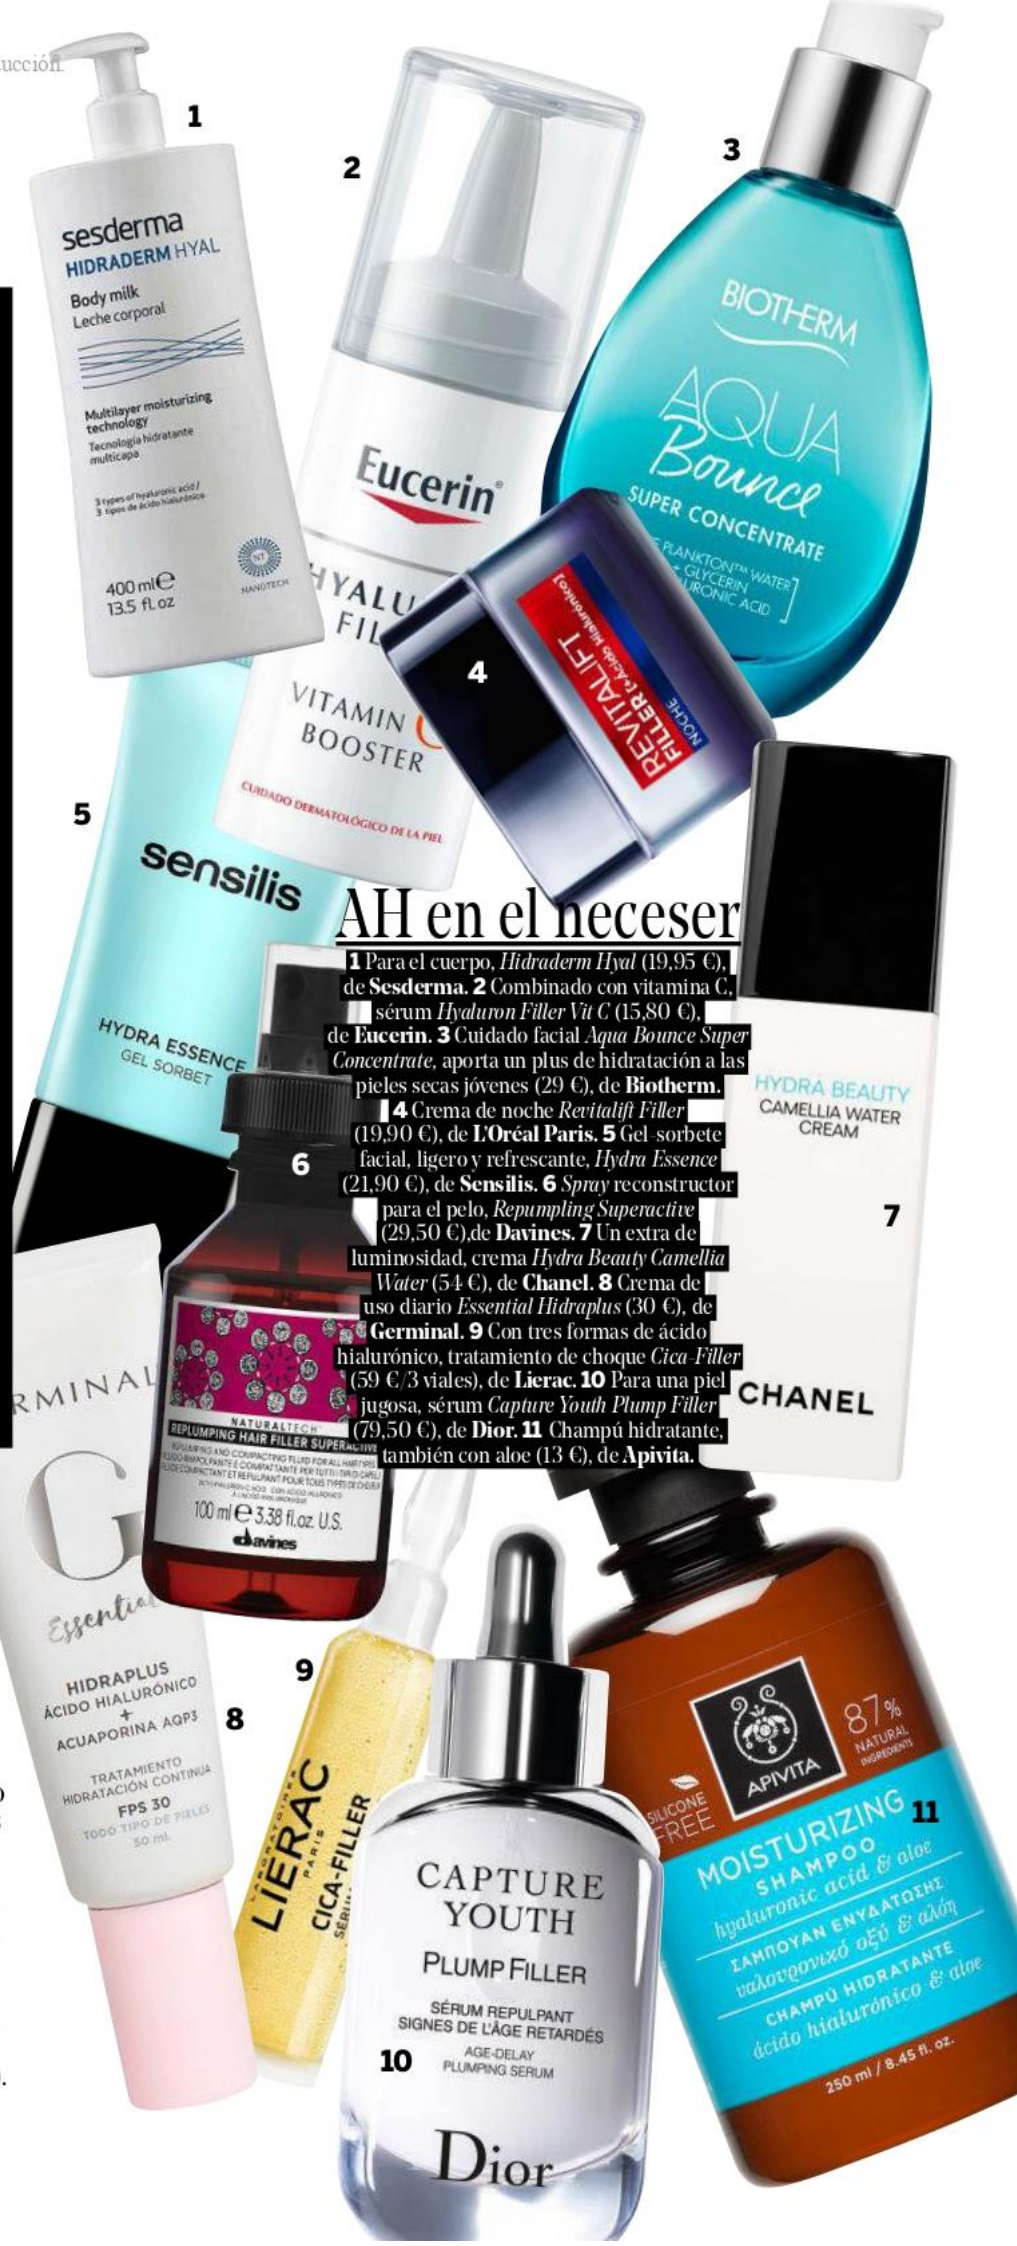 ucción.
1
sesderma
HIDRADERM HYAL
Body milk
Leche corporal
Multilayer moisturizing
technology
Tecnología hidratante
multicapa
3 types of hyaluronic acid /
3 tipos de ácido hialurónico
400 ml e
13.5 fl. oz
NT
NANOTECH
2
Eucerin®
HYALU
FIL
VITAMIN C
BOOSTER
CUIDADO DERMATOLÓGICO DE LA PIEL
3
BIOTHERM
AQUA
Bounce
SUPER CONCENTRATE
PLANKTON™ WATER
+ GLYCERIN
URONIC ACID
4
REVITALIFT
FILLER [+Ácido Hialurónico]
NOCHE
5
sensilis
HYDRA ESSENCE
GEL SORBET
AH en el neceser
1 Para el cuerpo, Hidraderm Hyal (19,95 €),
de Sesderma. 2 Combinado con vitamina C,
sérum Hyaluron Filler Vit C (15,80 €),
de Eucerin. 3 Cuidado facial Aqua Bounce Super
Concentrate, aporta un plus de hidratación a las
pieles secas jóvenes (29 €), de Biotherm.
4 Crema de noche Revitalift Filler
(19,90 €), de L'Oréal Paris. 5 Gel-sorbete
facial, ligero y refrescante, Hydra Essence
(21,90 €), de Sensilis. 6 Spray reconstructor
para el pelo, Repumpling Superactive
(29,50 €),de Davines. 7 Un extra de
luminosidad, crema Hydra Beauty Camellia
Water (54 €), de Chanel. 8 Crema de
uso diario Essential Hidraplus (30 €), de
Germinal. 9 Con tres formas de ácido
hialurónico, tratamiento de choque Cica-Filler
(59 €/3 viales), de Lierac. 10 Para una piel
jugosa, sérum Capture Youth Plump Filler
(79,50 €), de Dior. 11 Champú hidratante,
también con aloe (13 €), de Apivita.
6
NATURALTECH
REPLUMPING HAIR FILLER SUPERACTIVE
REPLUMPING AND COMPACTING FLUID FOR ALL HAIR TYPES
100 ml e 3.38 fl.oz. U.S.
davines
7
HYDRA BEAUTY
CAMELLIA WATER
CREAM
CHANEL
RMINAL
G
Essential
HIDRAPLUS
ÁCIDO HIALURÓNICO
+
ACUAPORINA AQP3
TRATAMIENTO
HIDRATACIÓN CONTINUA
FPS 30
TODO TIPO DE PIELES
50 ml.
8
9
LABORATOIRES
LIERAC
PARIS
CICA-FILLER
SÉRU
CAPTURE
YOUTH
PLUMP FILLER
SÉRUM REPULPANT
SIGNES DE L'ÂGE RETARDÉS
AGE-DELAY
PLUMPING SERUM
10
Dior
APIVITA
87%
NATURAL
INGREDIENTS
SILICONE
FREE
11
MOISTURIZING
SHAMPOO
hyaluronic acid & aloe
ΣΑΜΠΟΥΑΝ ΕΝΥΔΑΤΩΣΗΣ
υαλουρονικό οξύ & αλόη
CHAMPÚ HIDRATANTE
ácido hialurónico & aloe
250 ml / 8.45 fl. oz.